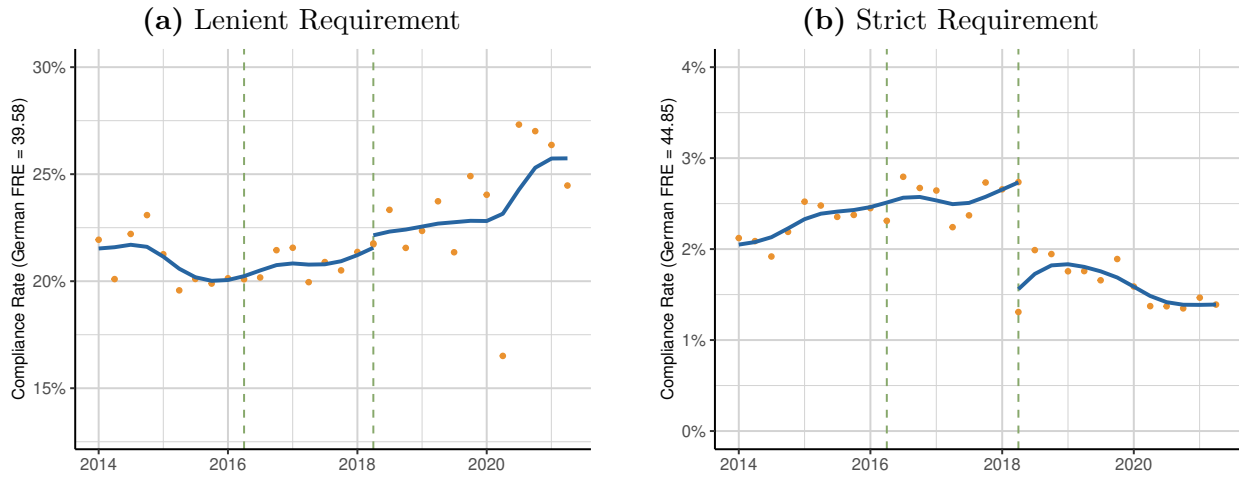 (a) Lenient Requirement
Compliance Rate (German FRE = 39.58)
30%
25%
20%
15%
2014 2016 2018 2020
(b) Strict Requirement
Compliance Rate (German FRE = 44.85)
4%
3%
2%
1%
0%
2014 2016 2018 2020